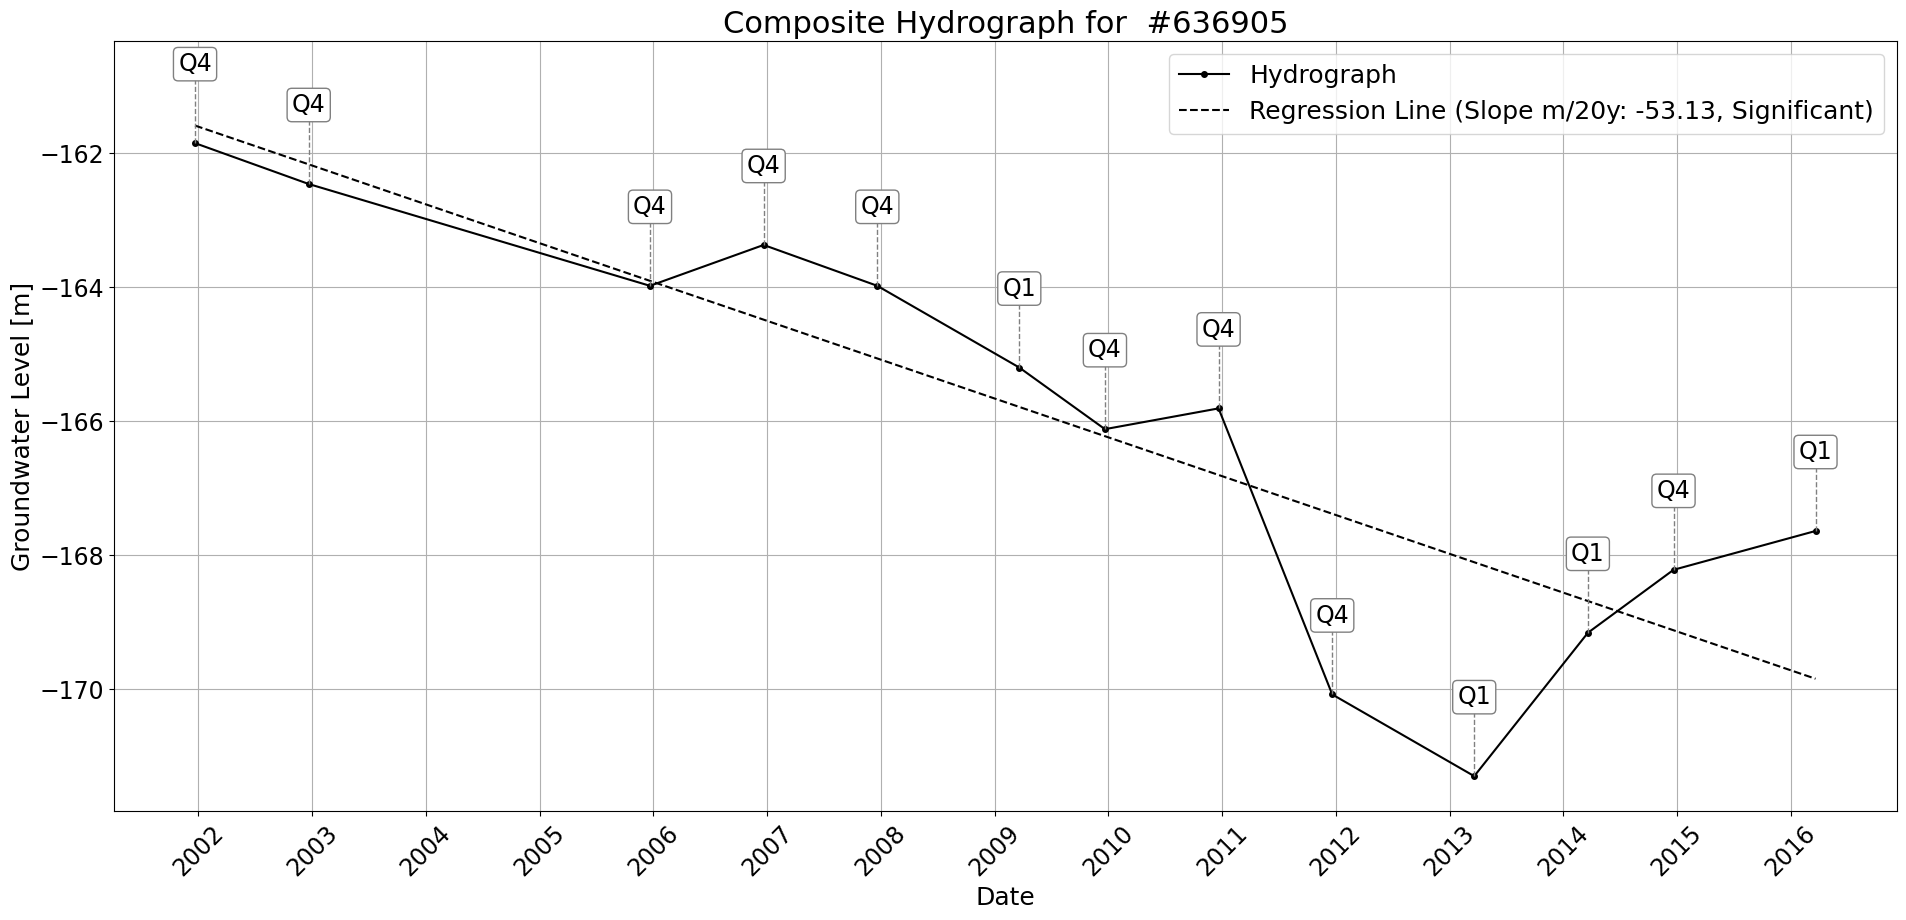 Composite Hydrograph for  #636905
Hydrograph
Regression Line (Slope m/20y: -53.13, Significant)
Q4
Q4
Q4
Q4
Q4
Q1
Q4
Q4
Q4
Q1
Q1
Q4
Q1
Groundwater Level [m]
−162
−164
−166
−168
−170
2002
2003
2004
2005
2006
2007
2008
2009
2010
2011
2012
2013
2014
2015
2016
Date